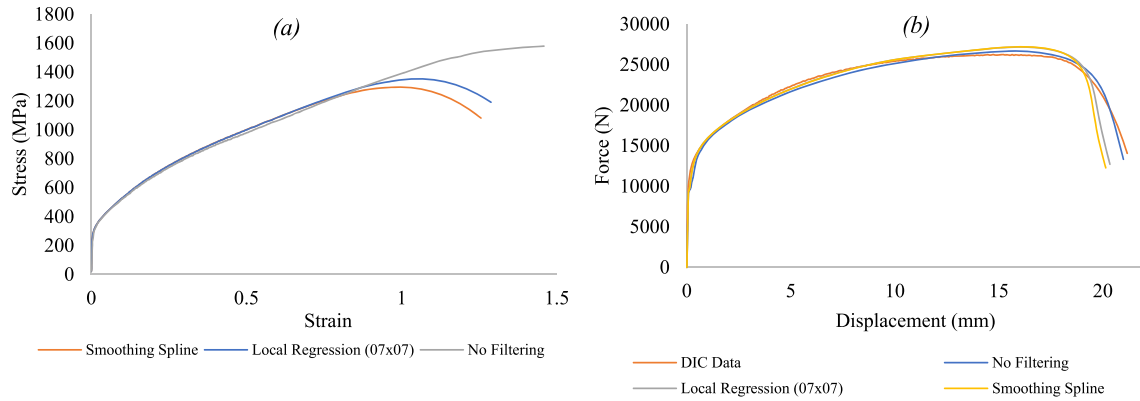 (a)
1800
1600
1400
1200
1000
800
600
400
200
0
Stress (MPa)
0
0.5
1
1.5
Strain
Smoothing Spline
Local Regression (07x07)
No Filtering
(b)
30000
25000
20000
15000
10000
5000
0
Force (N)
0
5
10
15
20
Displacement (mm)
DIC Data
No Filtering
Local Regression (07x07)
Smoothing Spline